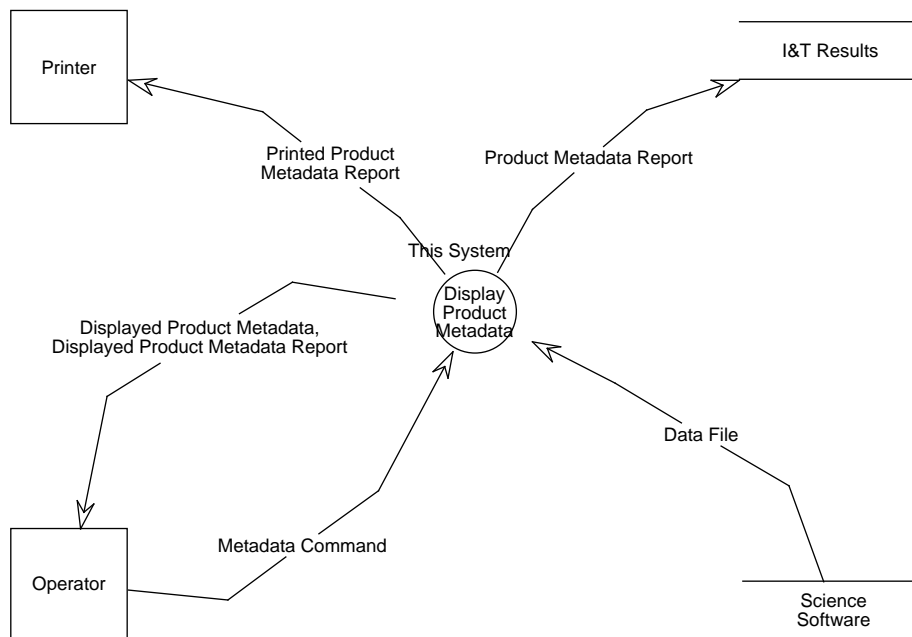 Printer
I&T Results
Printed Product
Metadata Report
Product Metadata Report
This System
Display
Product
Metadata
Displayed Product Metadata,
Displayed Product Metadata Report
Data File
Metadata Command
Operator
Science
Software